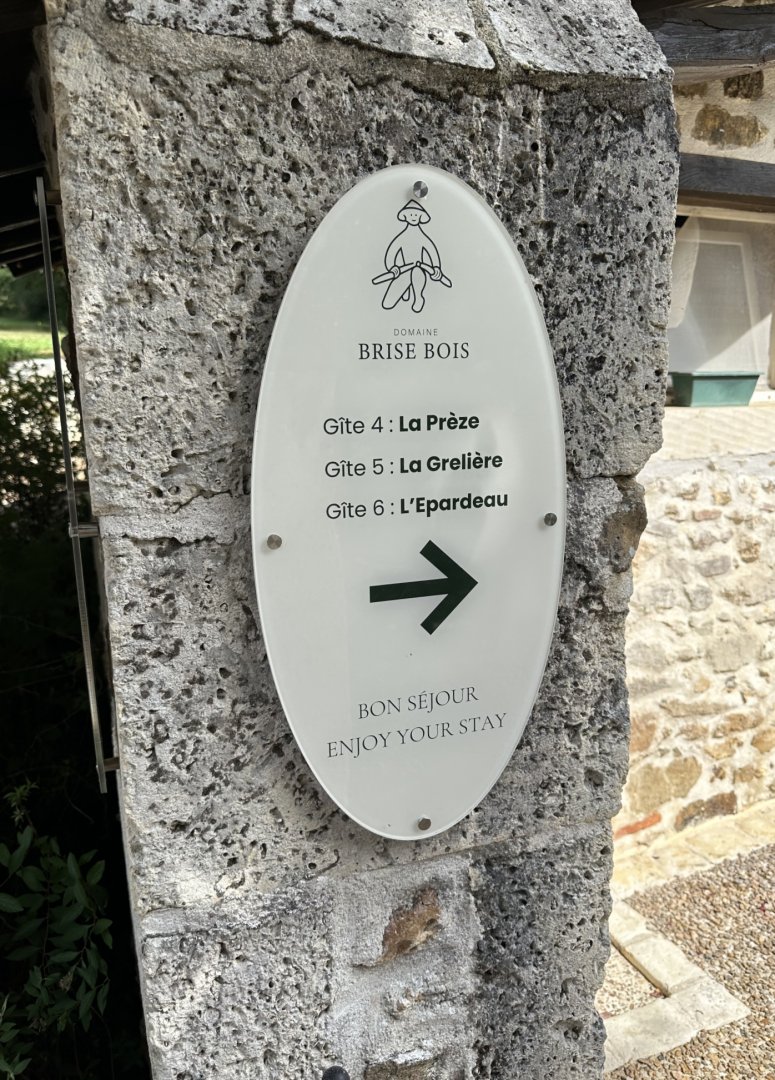 DOMAINE
BRISE BOIS
Gîte 4 : La Prèze
Gîte 5 : La Grelière
Gîte 6 : L'Epardeau
BON SÉJOUR
ENJOY YOUR STAY